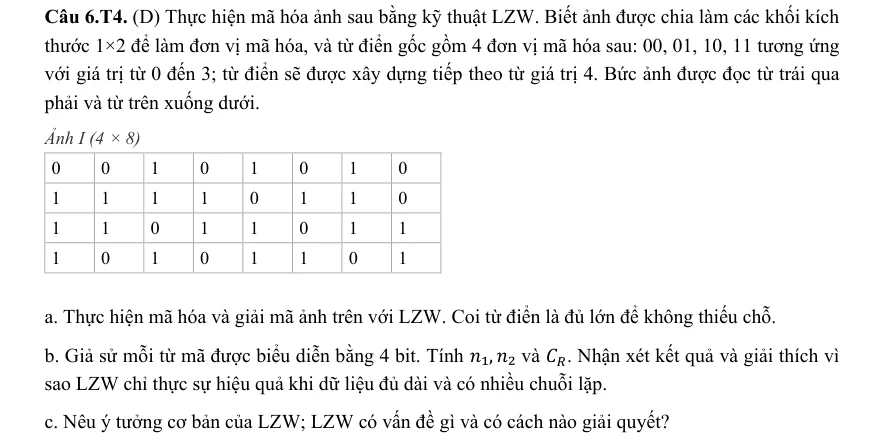 Câu 6.T4. (D) Thực hiện mã hóa ảnh sau bằng kỹ thuật LZW. Biết ảnh được chia làm các khối kích
thước 1×2 để làm đơn vị mã hóa, và từ điển gốc gồm 4 đơn vị mã hóa sau: 00, 01, 10, 11 tương ứng
với giá trị từ 0 đến 3; từ điển sẽ được xây dựng tiếp theo từ giá trị 4. Bức ảnh được đọc từ trái qua
phải và từ trên xuống dưới.
Ảnh I (4 × 8)
0 0 1 0 1 0 1 0
1 1 1 1 0 1 1 0
1 1 0 1 1 0 1 1
1 0 1 0 1 1 0 1
a. Thực hiện mã hóa và giải mã ảnh trên với LZW. Coi từ điển là đủ lớn để không thiếu chỗ.
b. Giả sử mỗi từ mã được biểu diễn bằng 4 bit. Tính n₁, n₂ và C_R. Nhận xét kết quả và giải thích vì
sao LZW chỉ thực sự hiệu quả khi dữ liệu đủ dài và có nhiều chuỗi lặp.
c. Nêu ý tưởng cơ bản của LZW; LZW có vấn đề gì và có cách nào giải quyết?